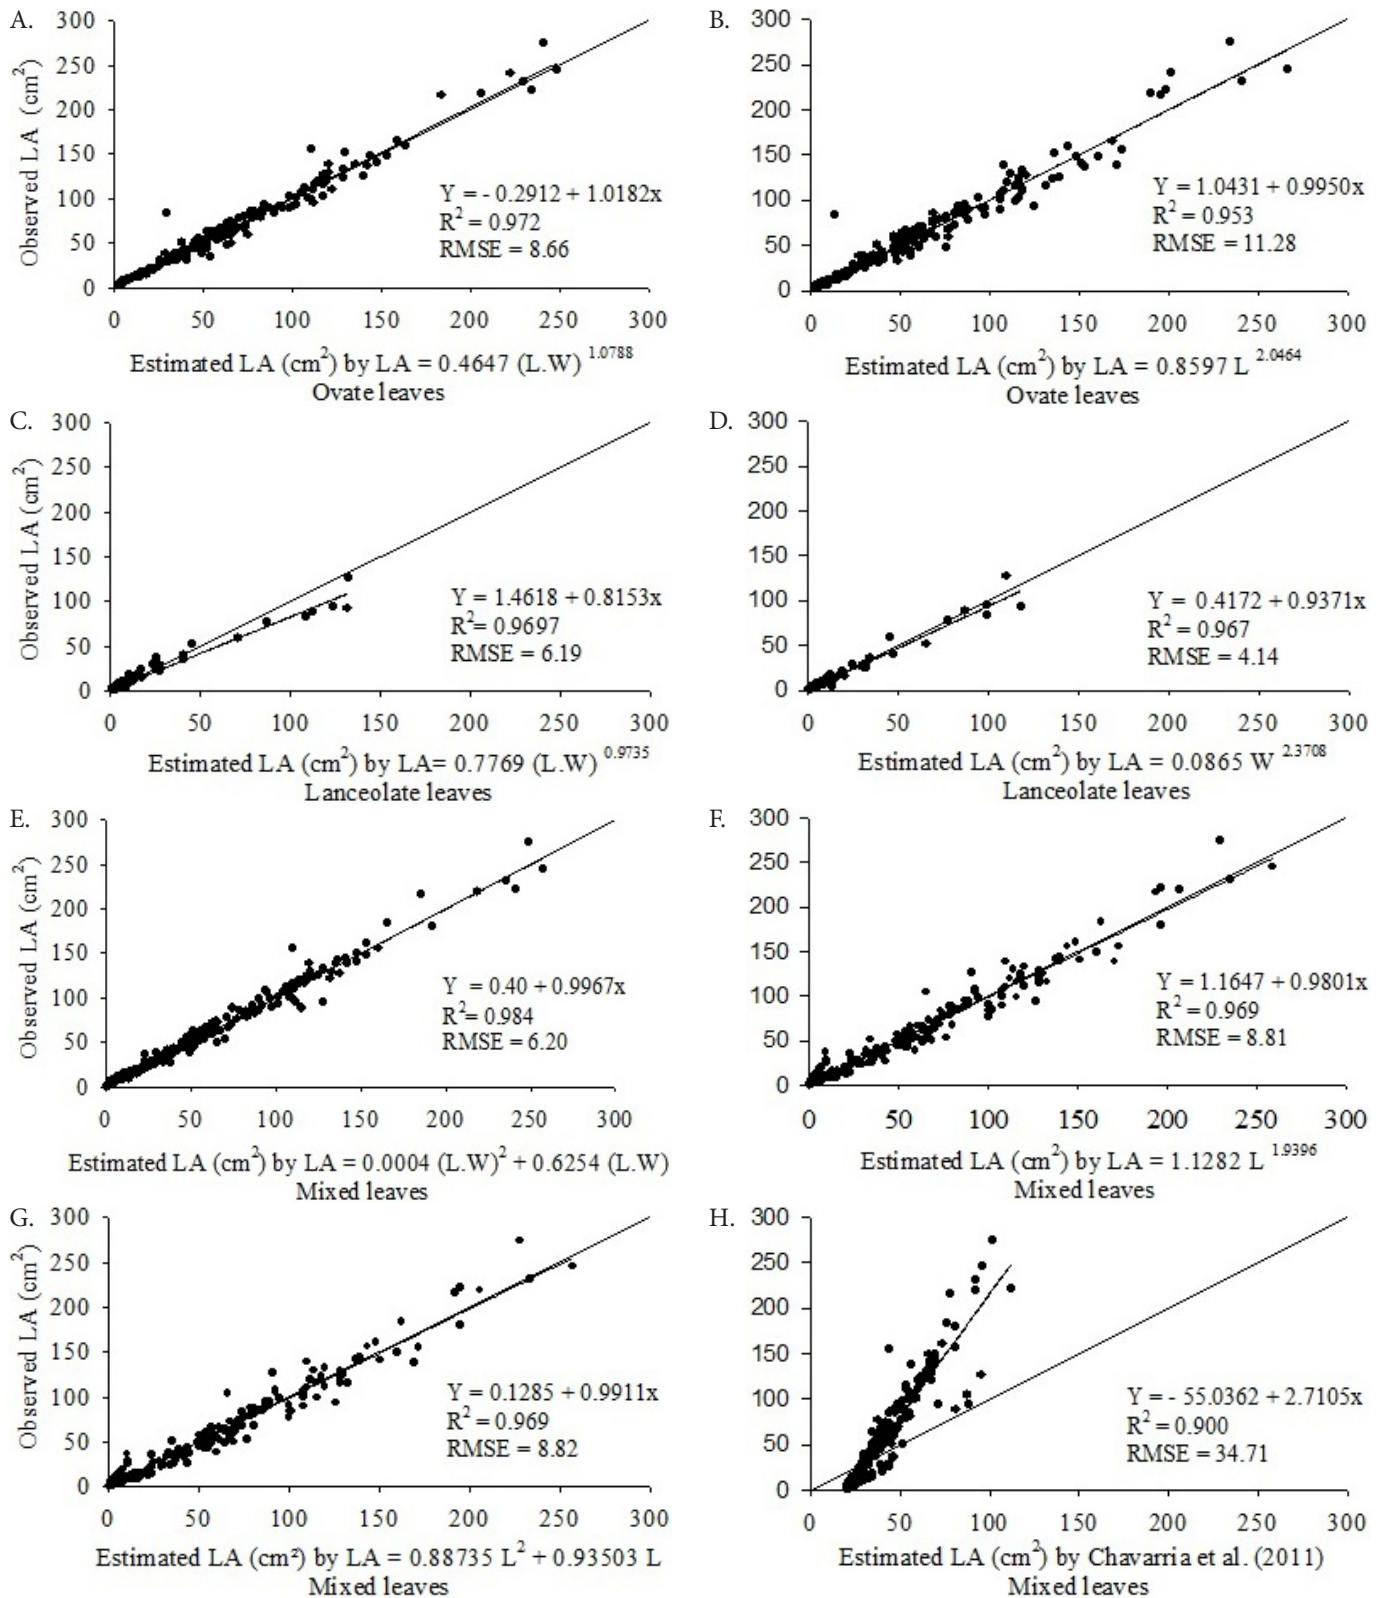 A.
300
250
200
150
100
50
0
Observed LA (cm²)
Y = - 0.2912 + 1.0182x
R² = 0.972
RMSE = 8.66
0 50 100 150 200 250 300
Estimated LA (cm²) by LA = 0.4647 (L.W) ^1.0788
Ovate leaves
B.
300
250
200
150
100
50
0
Y = 1.0431 + 0.9950x
R² = 0.953
RMSE = 11.28
0 50 100 150 200 250 300
Estimated LA (cm²) by LA = 0.8597 L ^2.0464
Ovate leaves
C.
300
250
200
150
100
50
0
Observed LA (cm²)
Y = 1.4618 + 0.8153x
R²= 0.9697
RMSE = 6.19
0 50 100 150 200 250 300
Estimated LA (cm²) by LA= 0.7769 (L.W) ^0.9735
Lanceolate leaves
D.
300
250
200
150
100
50
0
Y = 0.4172 + 0.9371x
R² = 0.967
RMSE = 4.14
0 50 100 150 200 250 300
Estimated LA (cm²) by LA = 0.0865 W ^2.3708
Lanceolate leaves
E.
300
250
200
150
100
50
0
Observed LA (cm²)
Y = 0.40 + 0.9967x
R²= 0.984
RMSE = 6.20
0 50 100 150 200 250 300
Estimated LA (cm²) by LA = 0.0004 (L.W)² + 0.6254 (L.W)
Mixed leaves
F.
300
250
200
150
100
50
0
Y = 1.1647 + 0.9801x
R² = 0.969
RMSE = 8.81
0 50 100 150 200 250 300
Estimated LA (cm²) by LA = 1.1282 L ^1.9396
Mixed leaves
G.
300
250
200
150
100
50
0
Observed LA (cm²)
Y = 0.1285 + 0.9911x
R² = 0.969
RMSE = 8.82
0 50 100 150 200 250 300
Estimated LA (cm²) by LA = 0.88735 L² + 0.93503 L
Mixed leaves
H.
300
250
200
150
100
50
0
Y = - 55.0362 + 2.7105x
R² = 0.900
RMSE = 34.71
0 50 100 150 200 250 300
Estimated LA (cm²) by Chavarria et al. (2011)
Mixed leaves